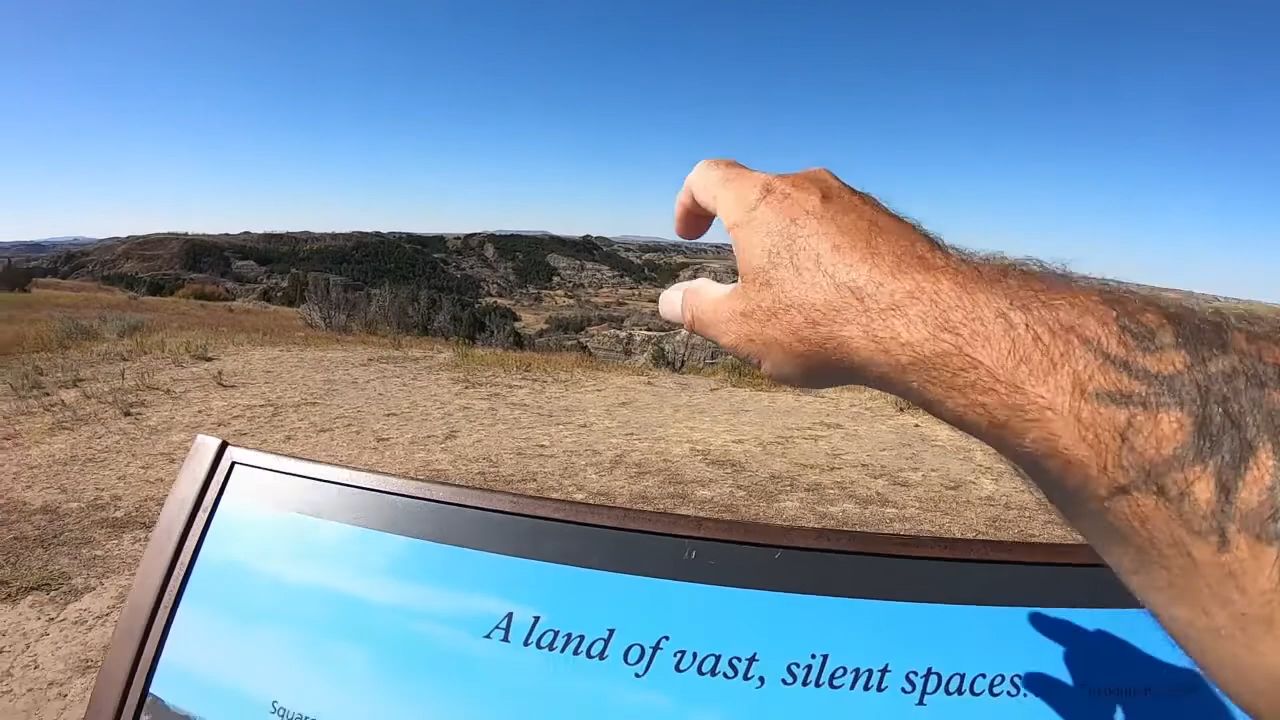 A land of vast, silent spaces.